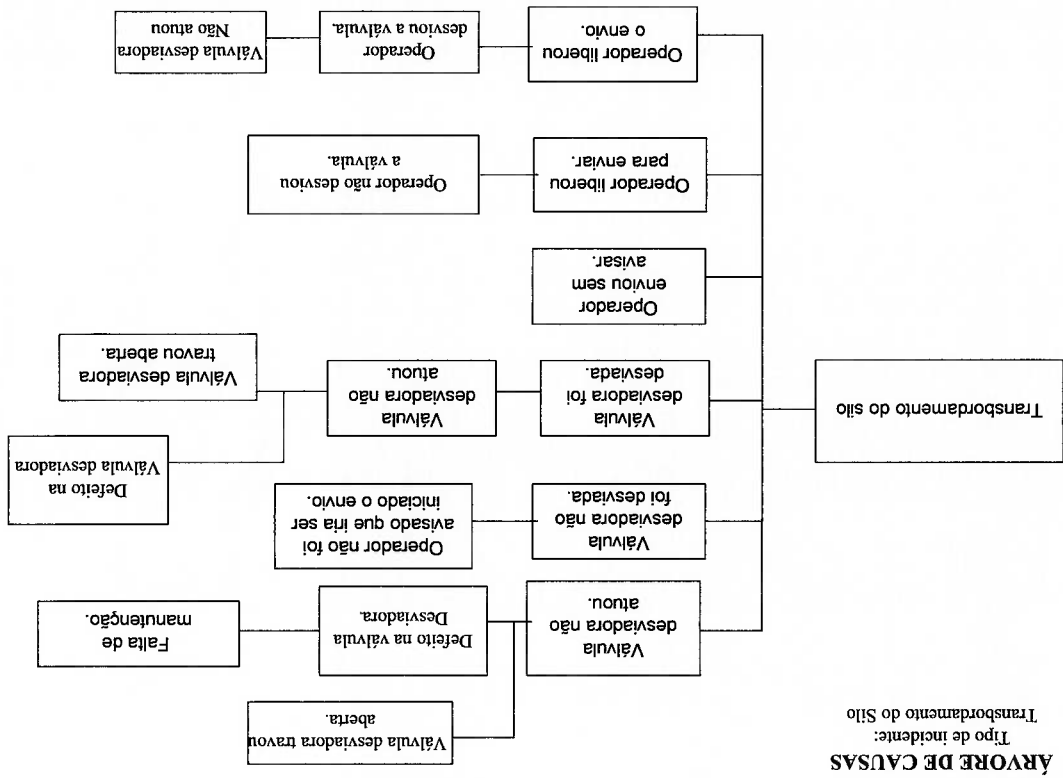 ÁRVORE DE CAUSAS
Tipo de incidente:
Transbordamento do Silo
Válvula desviadora travou
aberta.
Válvula
desviadora não
atuou.
Defeito na válvula
Desviadora.
Falta de
manutenção.
Válvula
desviadora não
foi desviada.
Operador não foi
avisado que iria ser
iniciado o envio.
Defeito na
Válvula desviadora
Transbordamento do silo
Válvula
desviadora foi
desviada.
Válvula
desviadora não
atuou.
Válvula desviadora
travou aberta.
Operador
enviou sem
avisar.
Operador liberou
para enviar.
Operador não desviou
a válvula.
Operador liberou
o envio.
Operador
desviou a válvula.
Válvula desviadora
Não atuou